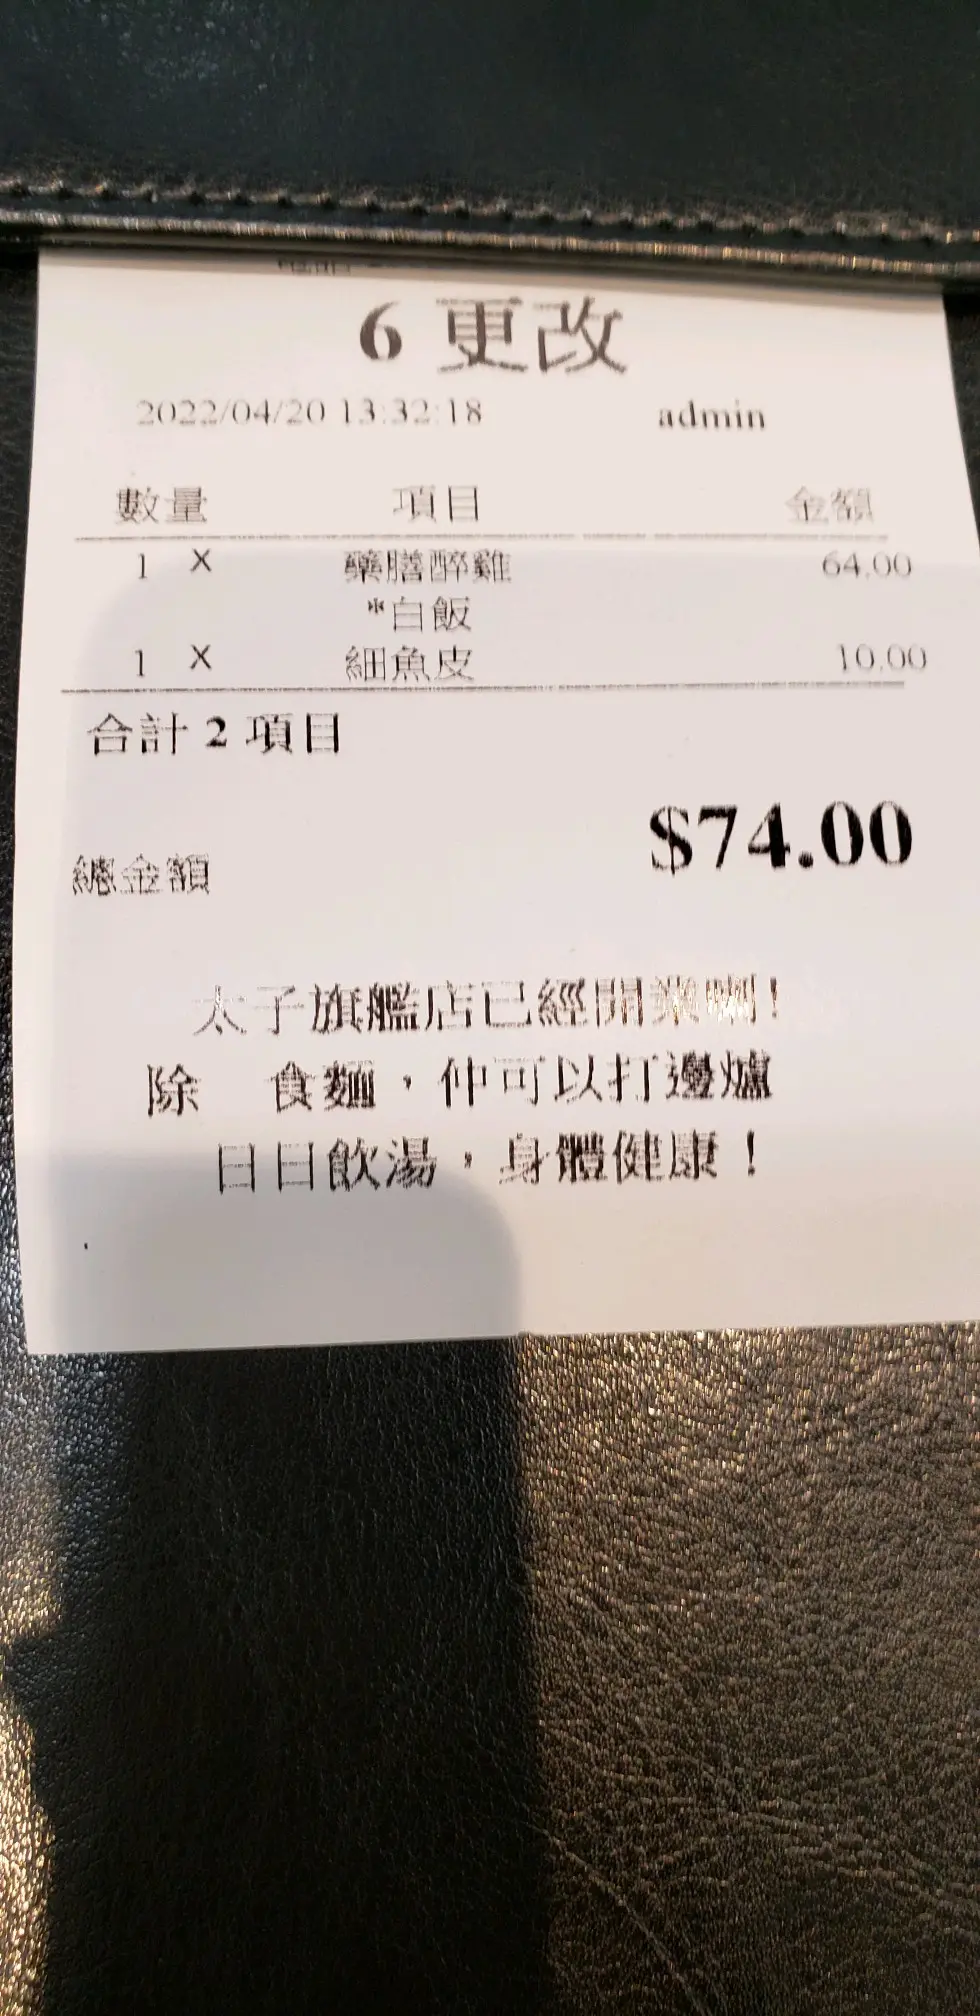 6 更改
2022/04/20 13:32:18 admin
數量 項目 金額
1 X 藥膳醉雞 64.00
*白飯
1 X 細魚皮 10.00
合計 2 項目
$74.00
總金額
太子旗艦店已經開業喇!
除 食麵，仲可以打邊爐
日日飲湯，身體健康！